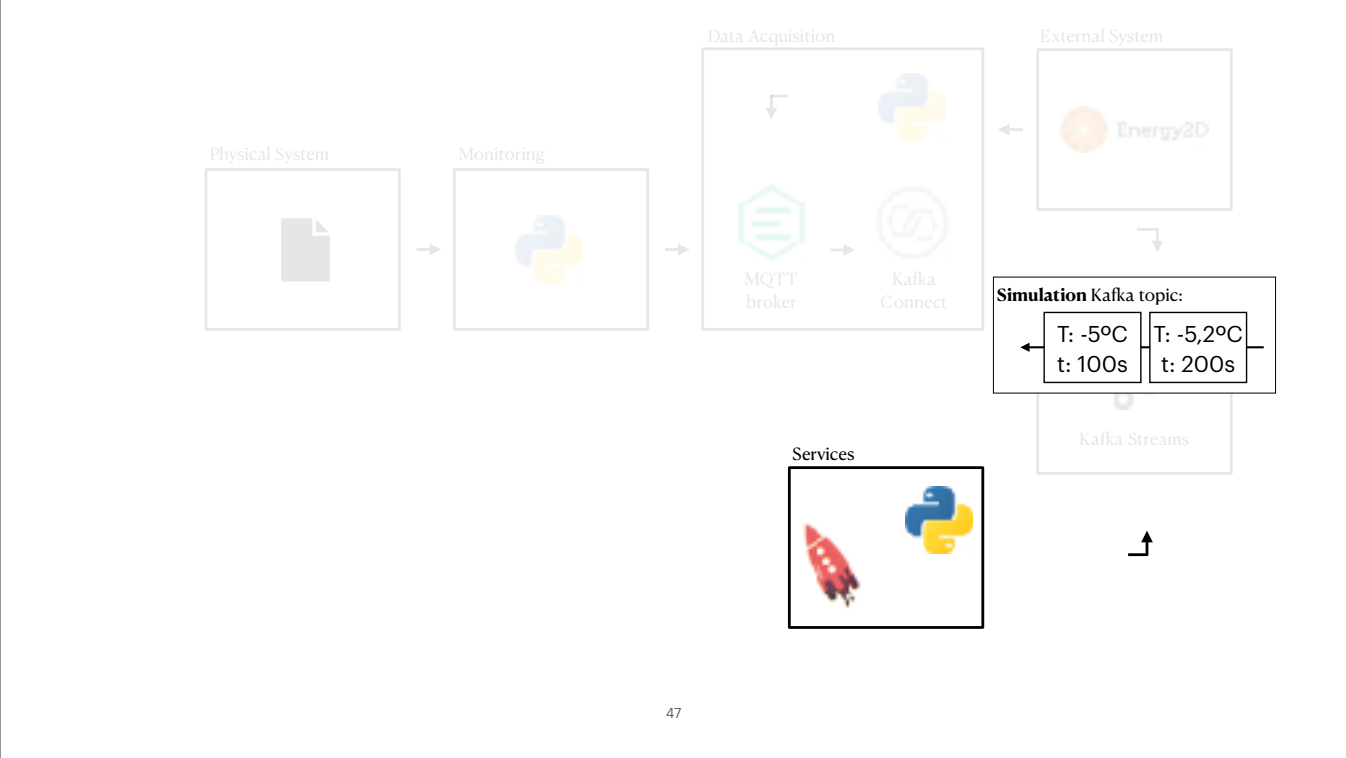 Data Acquisition
External System
Energy2D
Physical System
Monitoring
MQTT
broker
Kafka
Connect
Simulation Kafka topic:
T: -5ºC
t: 100s
T: -5,2ºC
t: 200s
Kafka Streams
Services
47